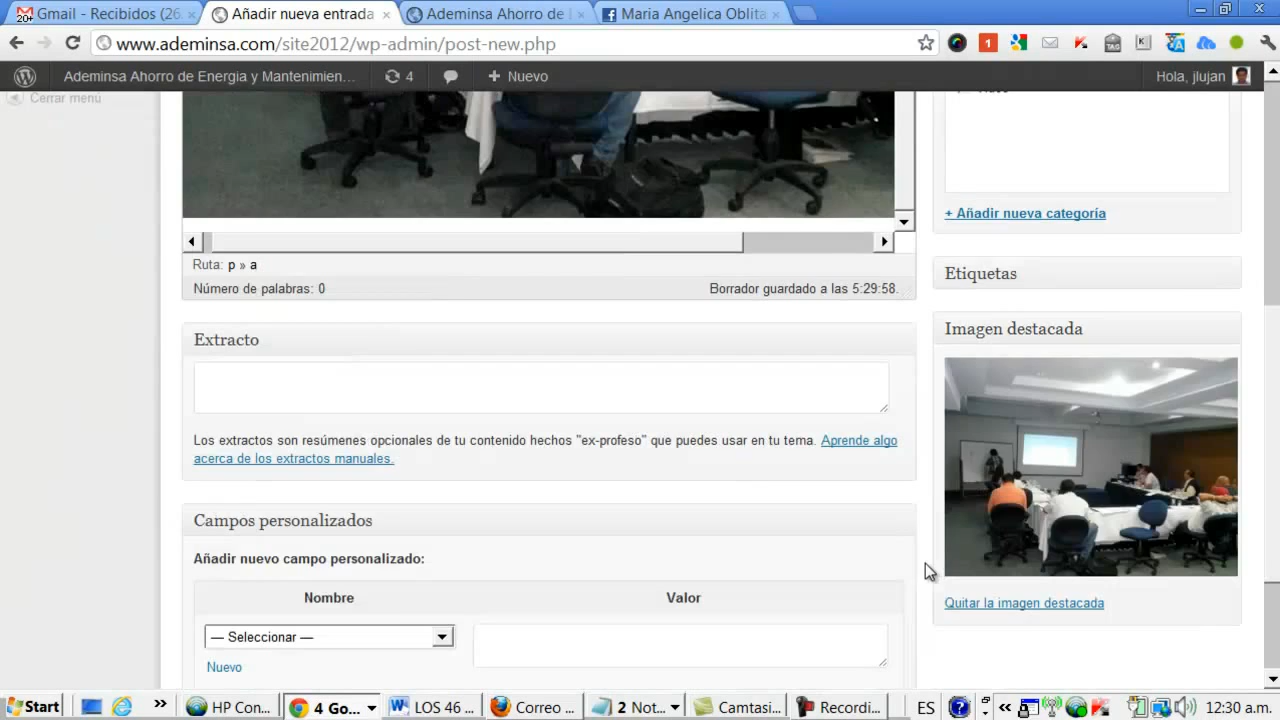 Gmail - Recibidos (26
20+
Añadir nueva entrada
Ademinsa Ahorro de
Maria Angelica Oblita
www.ademinsa.com/site2012/wp-admin/post-new.php
1
Ademinsa Ahorro de Energia y Mantenimien...
4
Nuevo
Hola, jlujan
Cerrar menú
+ Añadir nueva categoría
Ruta: p » a
Número de palabras: 0
Borrador guardado a las 5:29:58.
Etiquetas
Extracto
Imagen destacada
Los extractos son resúmenes opcionales de tu contenido hechos "ex-profeso" que puedes usar en tu tema. Aprende algo
acerca de los extractos manuales.
Campos personalizados
Añadir nuevo campo personalizado:
Nombre
Valor
Quitar la imagen destacada
— Seleccionar —
Nuevo
Start
HP Con...
4 Go...
LOS 46 ...
Correo ...
2 Not...
Camtasi...
Recordi...
ES
12:30 a.m.